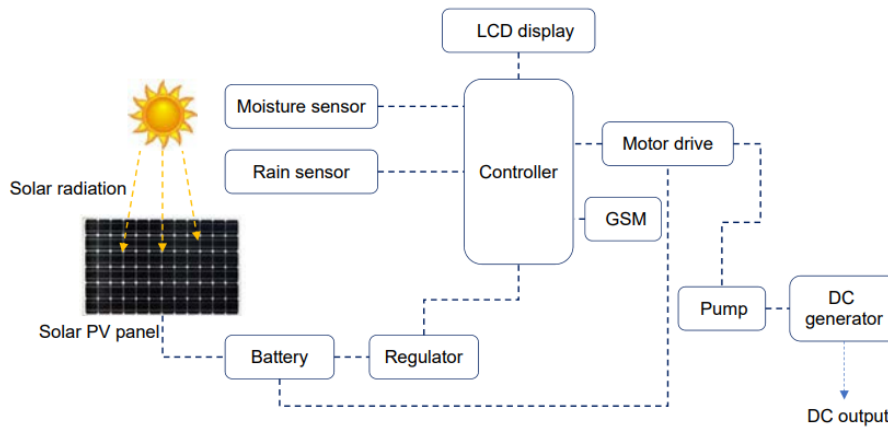 LCD display
Moisture sensor
Motor drive
Rain sensor
Controller
Solar radiation
GSM
Pump
DC
generator
Solar PV panel
Battery
Regulator
DC output